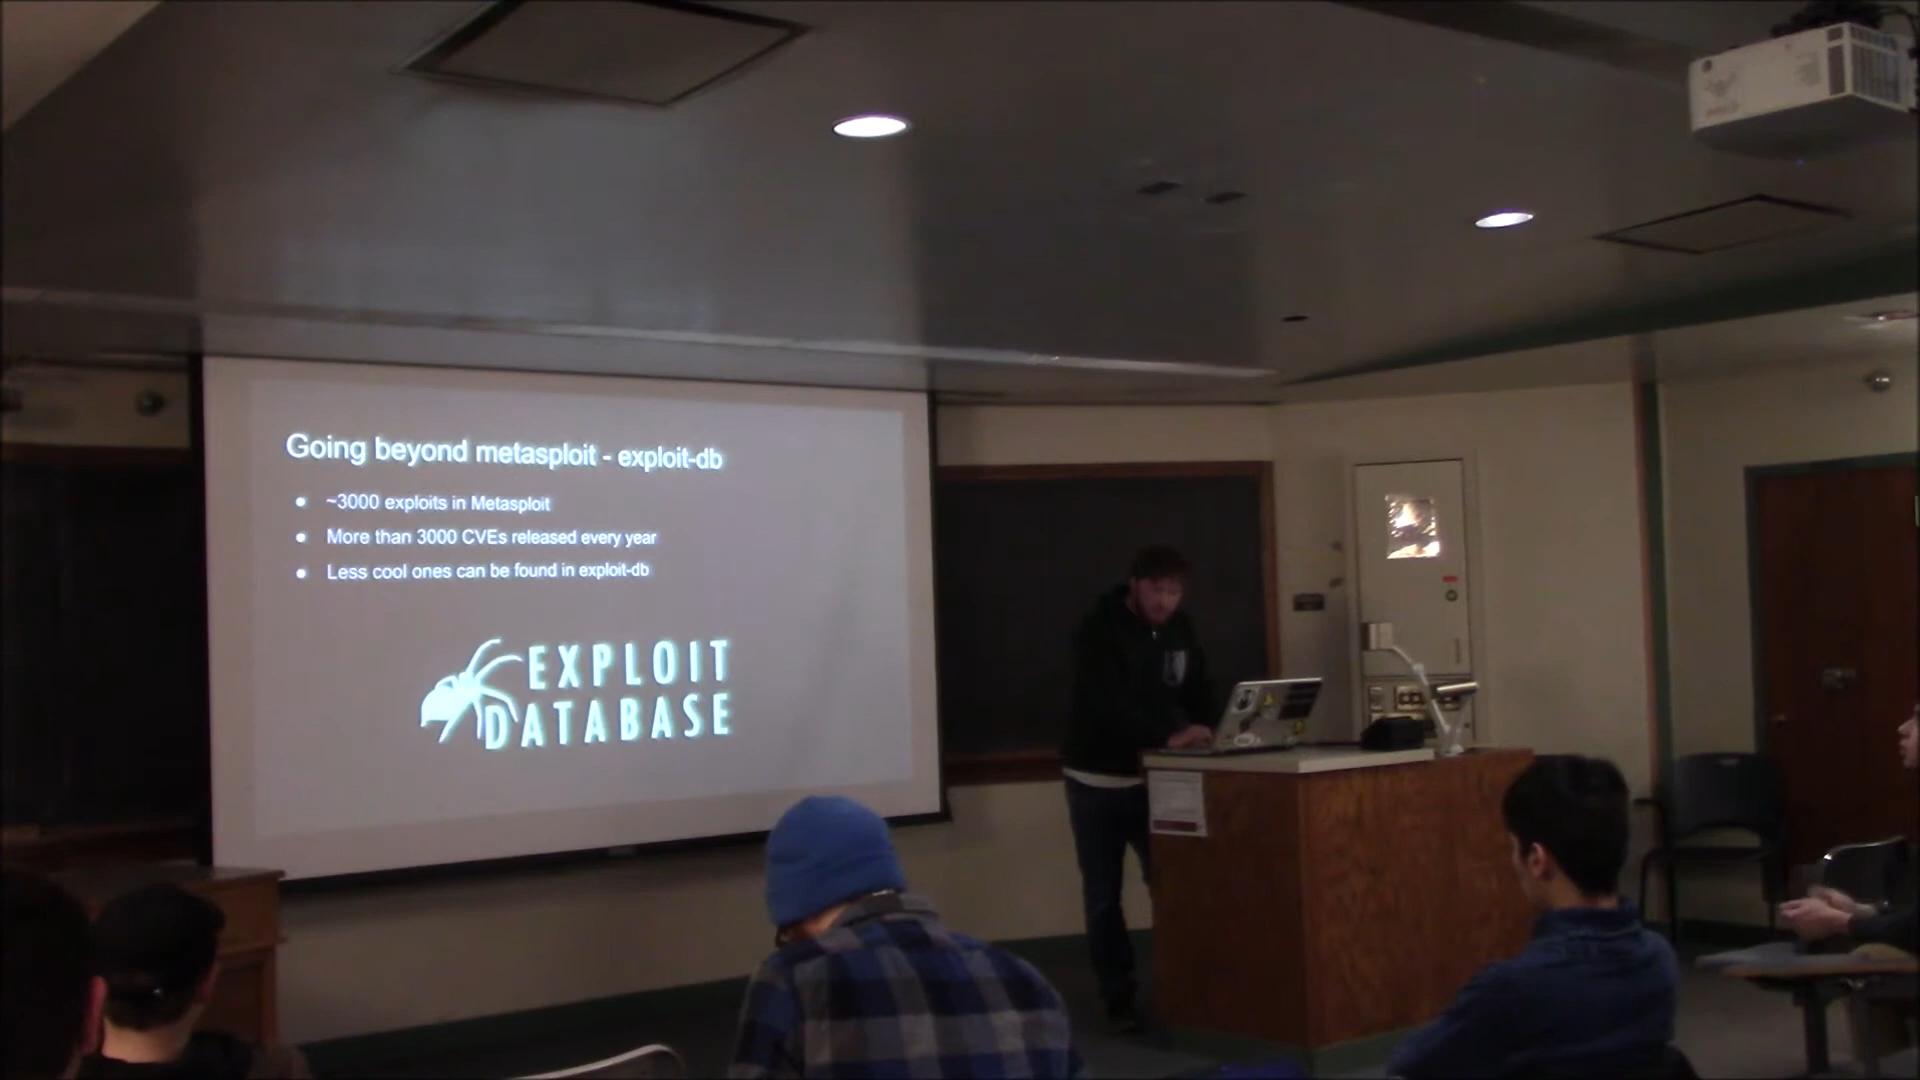 Going beyond metasploit - exploit-db
● ~3000 exploits in Metasploit
● More than 3000 CVEs released every year
● Less cool ones can be found in exploit-db
EXPLOIT
DATABASE